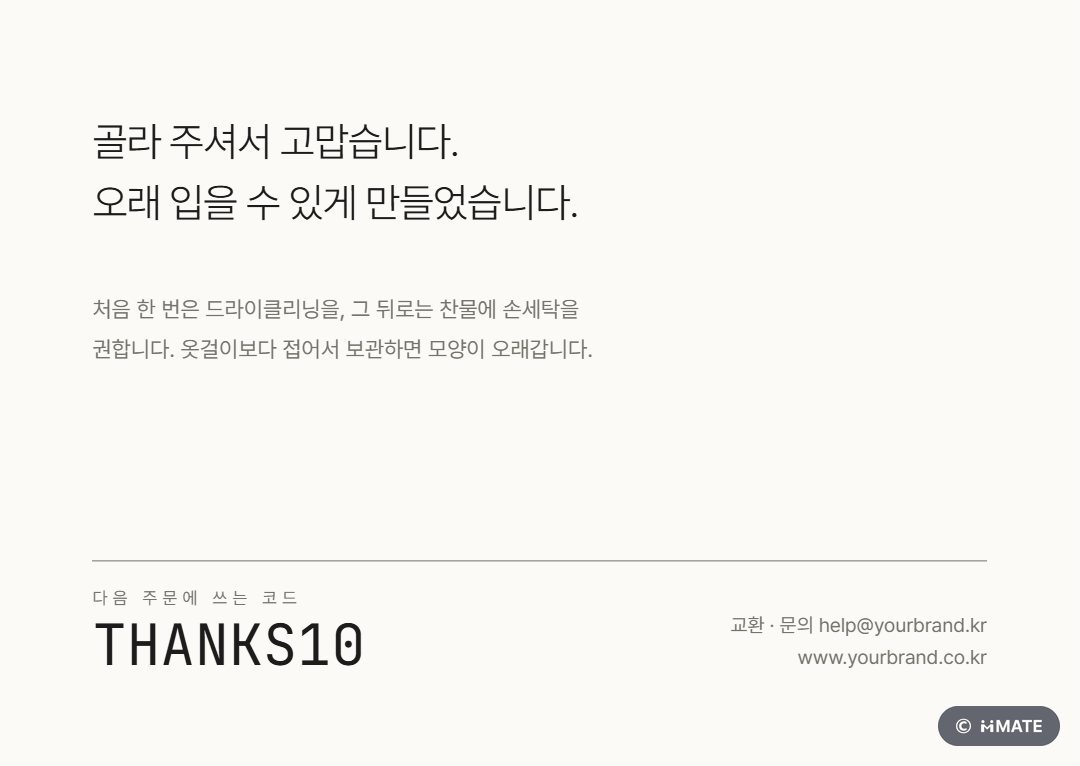 골라 주셔서 고맙습니다.
오래 입을 수 있게 만들었습니다.
처음 한 번은 드라이클리닝을, 그 뒤로는 찬물에 손세탁을
권합니다. 옷걸이보다 접어서 보관하면 모양이 오래갑니다.
다음 주문에 쓰는 코드
THANKS10
교환 · 문의 help@yourbrand.kr
www.yourbrand.co.kr
© MMATE